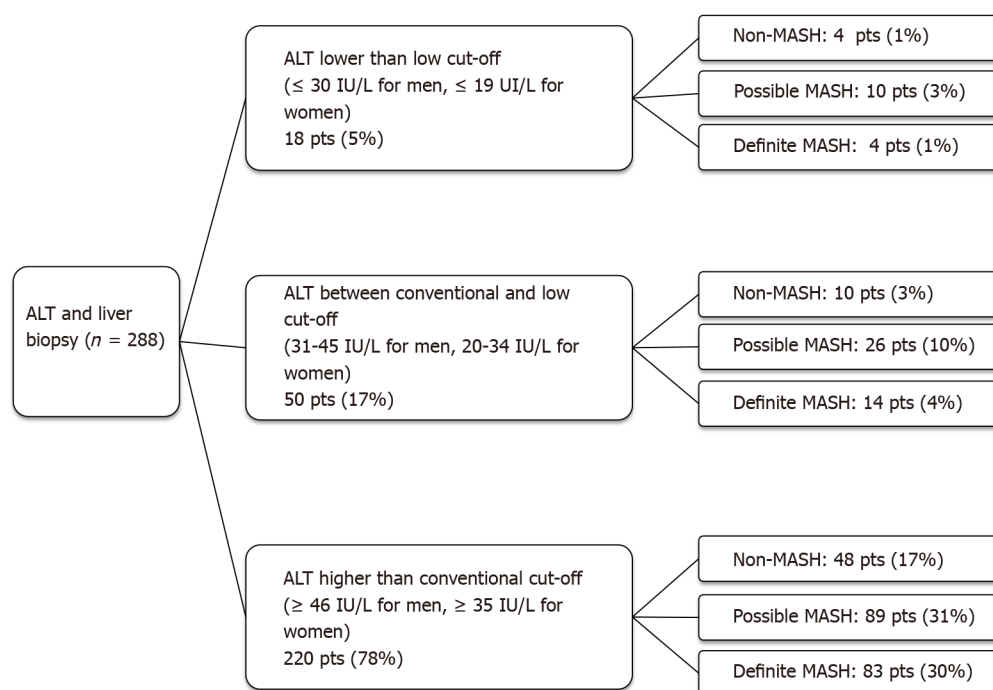 ALT and liver
biopsy (n = 288)
ALT lower than low cut-off
(≤ 30 IU/L for men, ≤ 19 UI/L for
women)
18 pts (5%)
Non-MASH: 4 pts (1%)
Possible MASH: 10 pts (3%)
Definite MASH: 4 pts (1%)
ALT between conventional and low
cut-off
(31-45 IU/L for men, 20-34 IU/L for
women)
50 pts (17%)
Non-MASH: 10 pts (3%)
Possible MASH: 26 pts (10%)
Definite MASH: 14 pts (4%)
ALT higher than conventional cut-off
(≥ 46 IU/L for men, ≥ 35 IU/L for
women)
220 pts (78%)
Non-MASH: 48 pts (17%)
Possible MASH: 89 pts (31%)
Definite MASH: 83 pts (30%)